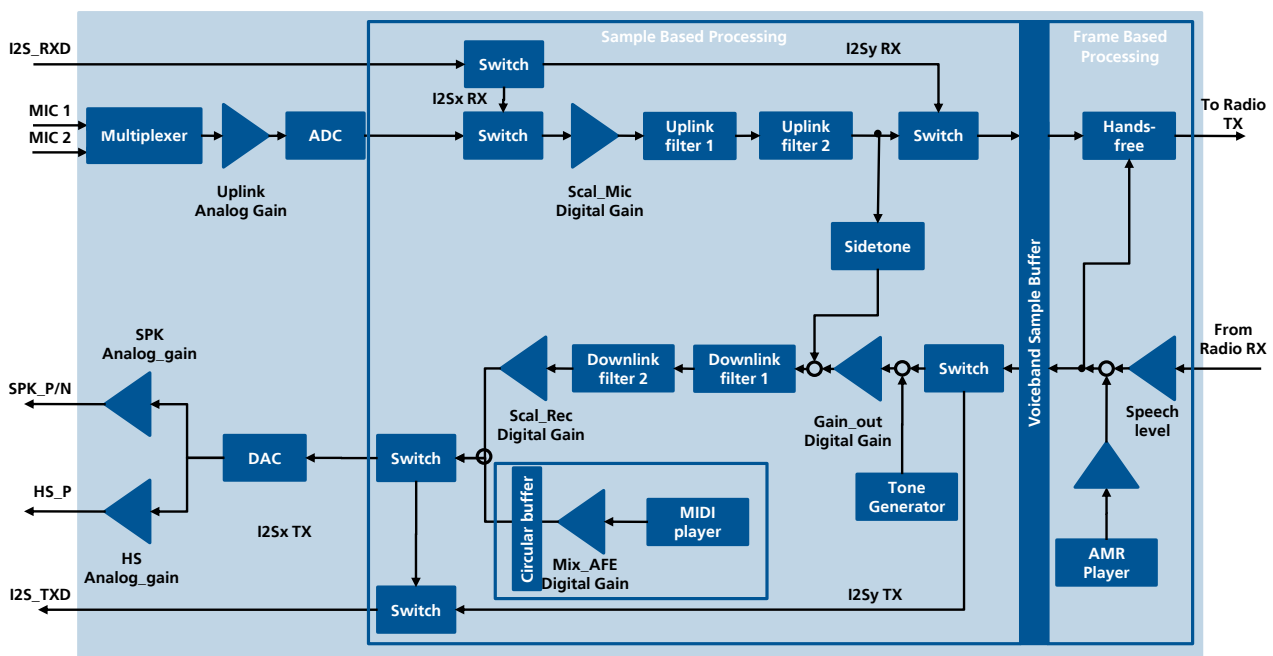 Sample Based Processing
Frame Based
Processing
I2S_RXD
Switch
I2Sy RX
I2Sx RX
MIC 1
MIC 2
Multiplexer
ADC
Switch
Uplink
filter 1
Uplink
filter 2
Switch
Hands-
free
To Radio
TX
Uplink
Analog Gain
Scal_Mic
Digital Gain
Sidetone
Voiceband Sample Buffer
SPK
Analog_gain
From
Radio RX
Downlink
filter 2
Downlink
filter 1
Switch
SPK_P/N
Scal_Rec
Digital Gain
Gain_out
Digital Gain
Speech
level
DAC
Switch
HS_P
Circular buffer
MIDI
player
Tone
Generator
I2Sx TX
HS
Analog_gain
Mix_AFE
Digital Gain
AMR
Player
I2S_TXD
Switch
I2Sy TX